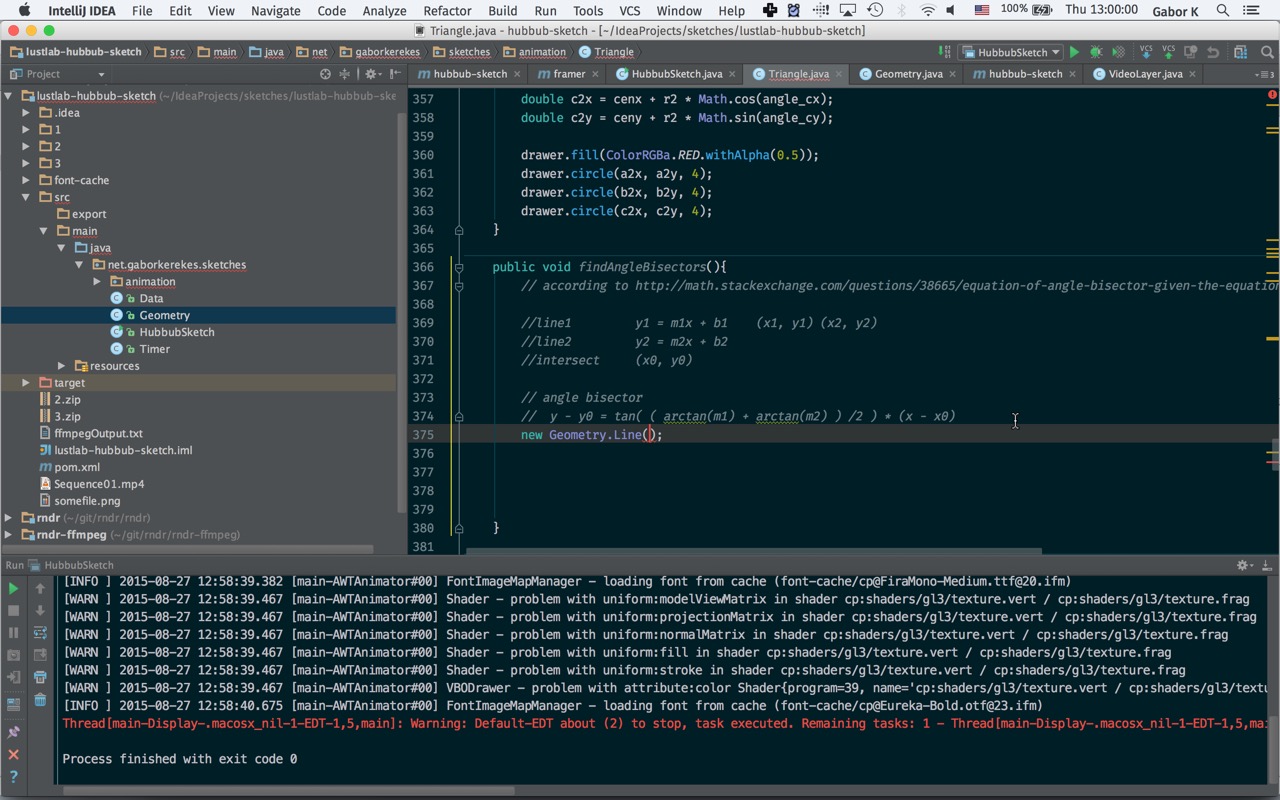 IntelliJ IDEA File Edit View Navigate Code Analyze Refactor Build Run Tools VCS Window Help 100% Thu 13:00:00 Gabor K
Triangle.java - hubbub-sketch - [~/IdeaProjects/sketches/lustlab-hubbub-sketch]
lustlab-hubbub-sketch src main java net gaborkerekes sketches animation Triangle HubbubSketch VCS VCS
Project
m hubbub-sketch m framer HubbubSketch.java Triangle.java Geometry.java m hubbub-sketch VideoLayer.java
lustlab-hubbub-sketch (~/IdeaProjects/sketches/lustlab-hubbub-ske
.idea
1
2
3
font-cache
src
export
main
java
net.gaborkerekes.sketches
animation
Data
Geometry
HubbubSketch
Timer
resources
target
2.zip
3.zip
ffmpegOutput.txt
lustlab-hubbub-sketch.iml
m pom.xml
Sequence01.mp4
somefile.png
rndr (~/git/rndr/rndr)
rndr-ffmpeg (~/git/rndr/rndr-ffmpeg)
357 double c2x = cenx + r2 * Math.cos(angle_cx);
358 double c2y = ceny + r2 * Math.sin(angle_cy);
359
360 drawer.fill(ColorRGBa.RED.withAlpha(0.5));
361 drawer.circle(a2x, a2y, 4);
362 drawer.circle(b2x, b2y, 4);
363 drawer.circle(c2x, c2y, 4);
364 }
365
366 public void findAngleBisectors(){
367 // according to http://math.stackexchange.com/questions/38665/equation-of-angle-bisector-given-the-equation
368
369 //line1 y1 = m1x + b1 (x1, y1) (x2, y2)
370 //line2 y2 = m2x + b2
371 //intersect (x0, y0)
372
373 // angle bisector
374 // y - y0 = tan( ( arctan(m1) + arctan(m2) ) /2 ) * (x - x0)
375 new Geometry.Line();
376
377
378
379
380 }
381
Run HubbubSketch
[INFO ] 2015-08-27 12:58:39.382 [main-AWTAnimator#00] FontImageMapManager - loading font from cache (font-cache/cp@FiraMono-Medium.ttf@20.ifm)
[WARN ] 2015-08-27 12:58:39.467 [main-AWTAnimator#00] Shader - problem with uniform:modelViewMatrix in shader cp:shaders/gl3/texture.vert / cp:shaders/gl3/texture.frag
[WARN ] 2015-08-27 12:58:39.467 [main-AWTAnimator#00] Shader - problem with uniform:projectionMatrix in shader cp:shaders/gl3/texture.vert / cp:shaders/gl3/texture.frag
[WARN ] 2015-08-27 12:58:39.467 [main-AWTAnimator#00] Shader - problem with uniform:normalMatrix in shader cp:shaders/gl3/texture.vert / cp:shaders/gl3/texture.frag
[WARN ] 2015-08-27 12:58:39.467 [main-AWTAnimator#00] Shader - problem with uniform:fill in shader cp:shaders/gl3/texture.vert / cp:shaders/gl3/texture.frag
[WARN ] 2015-08-27 12:58:39.467 [main-AWTAnimator#00] Shader - problem with uniform:stroke in shader cp:shaders/gl3/texture.vert / cp:shaders/gl3/texture.frag
[WARN ] 2015-08-27 12:58:39.467 [main-AWTAnimator#00] VBODrawer - problem with attribute:color Shader{program=39, name='cp:shaders/gl3/texture.vert / cp:shaders/gl3/textu
[INFO ] 2015-08-27 12:58:40.675 [main-AWTAnimator#00] FontImageMapManager - loading font from cache (font-cache/cp@Eureka-Bold.otf@23.ifm)
Thread[main-Display-.macosx_nil-1-EDT-1,5,main]: Warning: Default-EDT about (2) to stop, task executed. Remaining tasks: 1 - Thread[main-Display-.macosx_nil-1-EDT-1,5,mai
Process finished with exit code 0